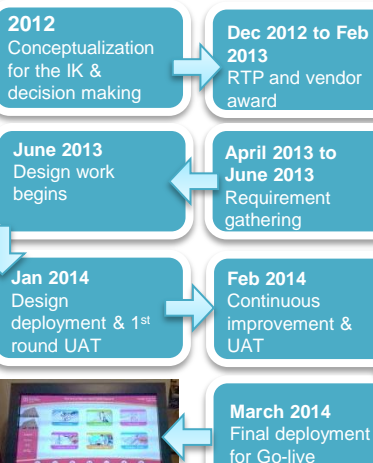 2012
Conceptualization
for the IK &
decision making
Dec 2012 to Feb
2013
RTP and vendor
award
April 2013 to
June 2013
Requirement
gathering
June 2013
Design work
begins
Jan 2014
Design
deployment & 1st
round UAT
Feb 2014
Continuous
improvement &
UAT
March 2014
Final deployment
for Go-live